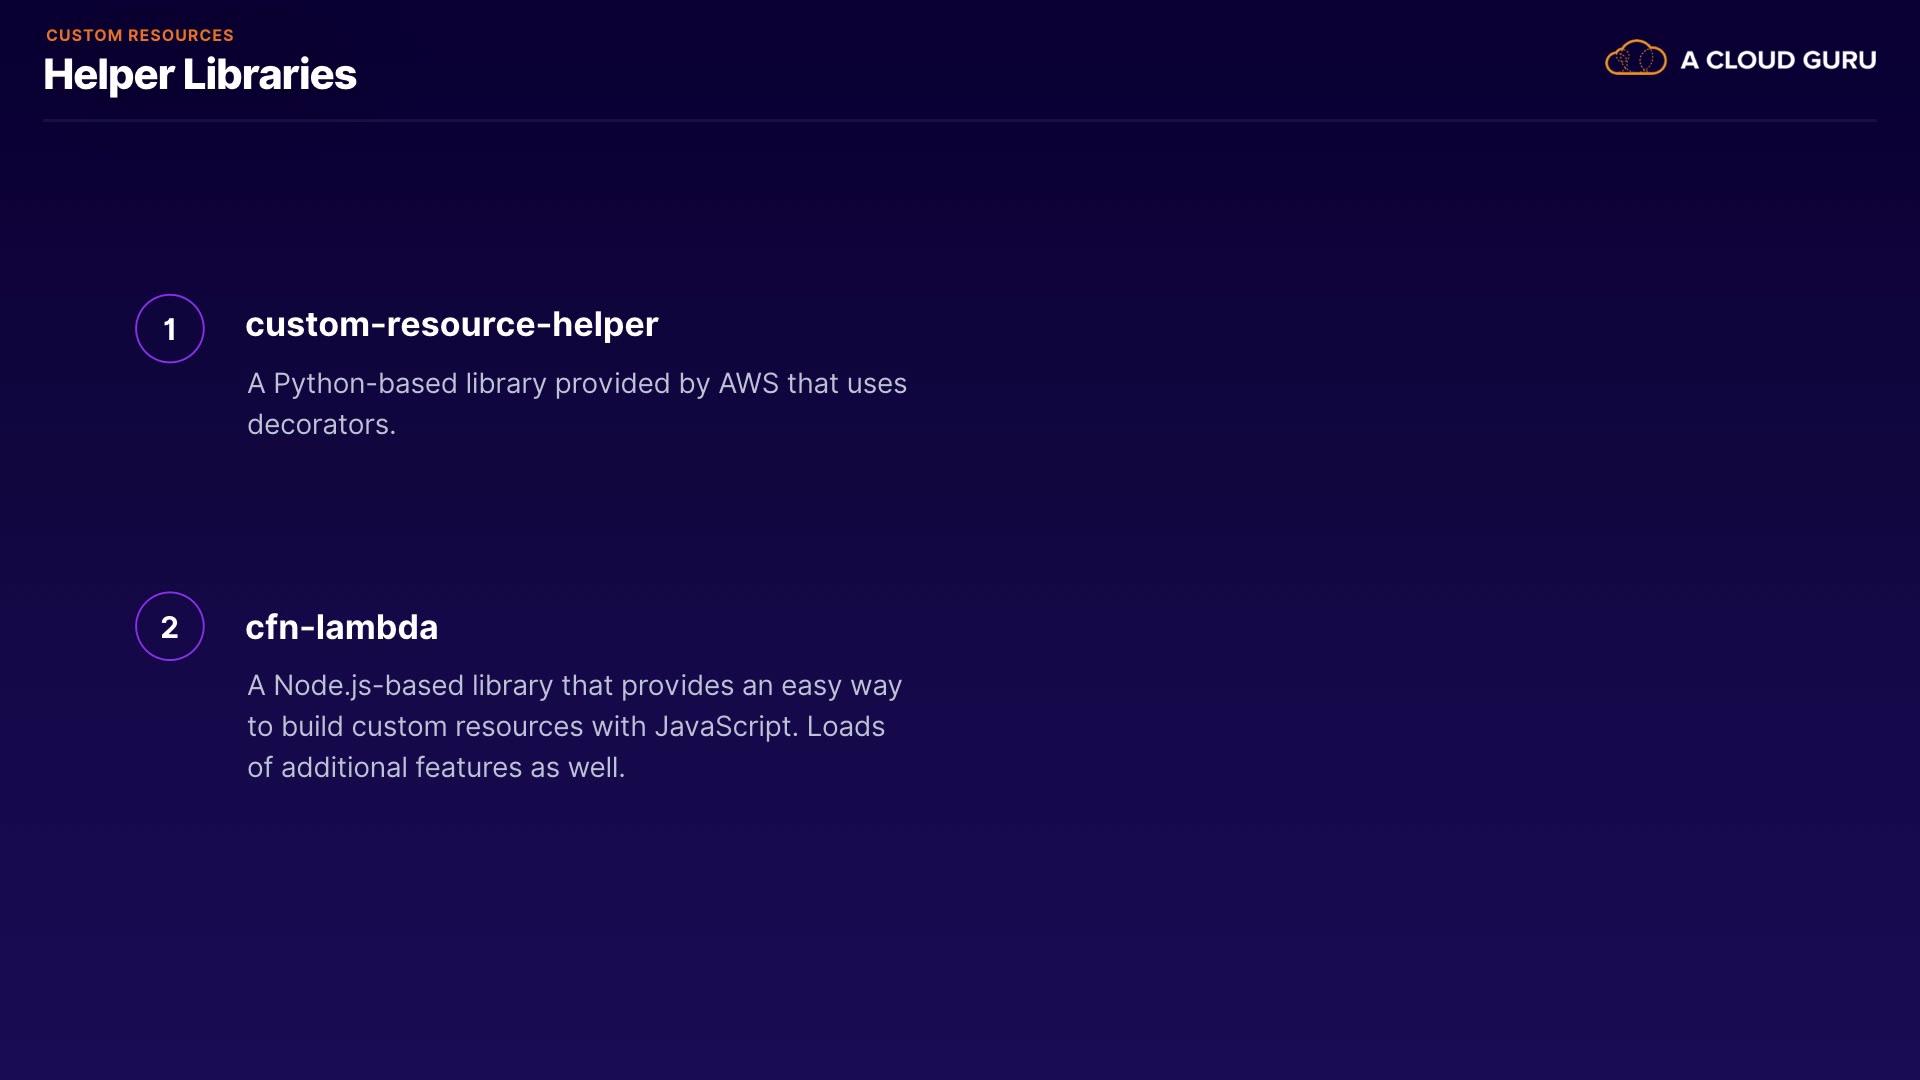 CUSTOM RESOURCES
Helper Libraries
A CLOUD GURU
1
custom-resource-helper
A Python-based library provided by AWS that uses
decorators.
2
cfn-lambda
A Node.js-based library that provides an easy way
to build custom resources with JavaScript. Loads
of additional features as well.